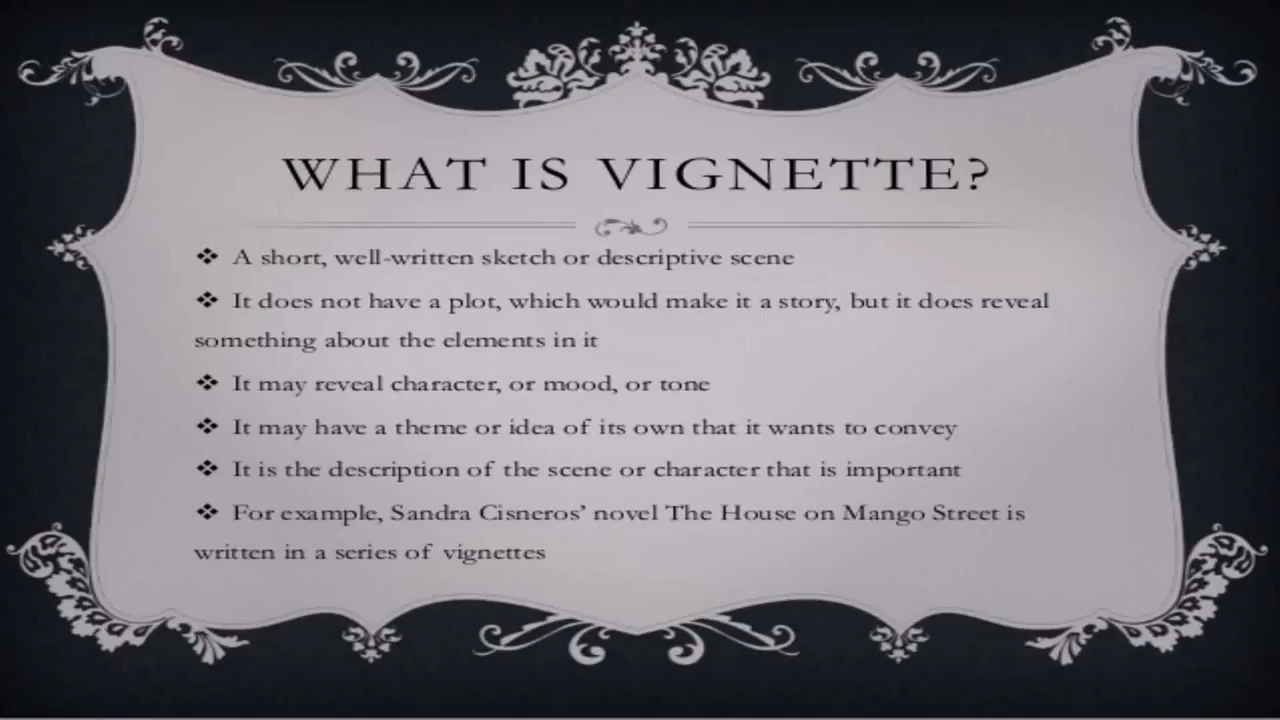 WHAT IS VIGNETTE?
❖ A short, well-written sketch or descriptive scene
❖ It does not have a plot, which would make it a story, but it does reveal
something about the elements in it
❖ It may reveal character, or mood, or tone
❖ It may have a theme or idea of its own that it wants to convey
❖ It is the description of the scene or character that is important
❖ For example, Sandra Cisneros’ novel The House on Mango Street is
written in a series of vignettes